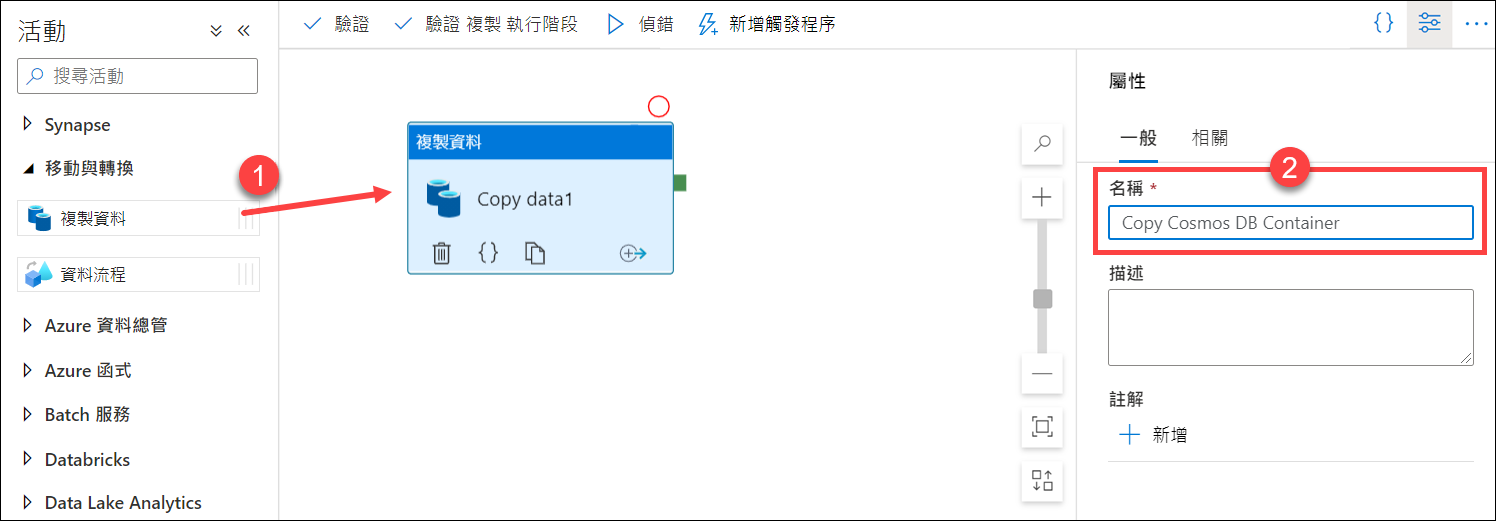 活動
搜尋活動
Synapse
移動與轉換
複製資料
資料流程
Azure 資料總管
Azure 函式
Batch 服務
Databricks
Data Lake Analytics
驗證
驗證 複製 執行階段
偵錯
新增觸發程序
{}
1
複製資料
Copy data1
{}
屬性
一般
相關
2
名稱 *
Copy Cosmos DB Container
描述
註解
新增